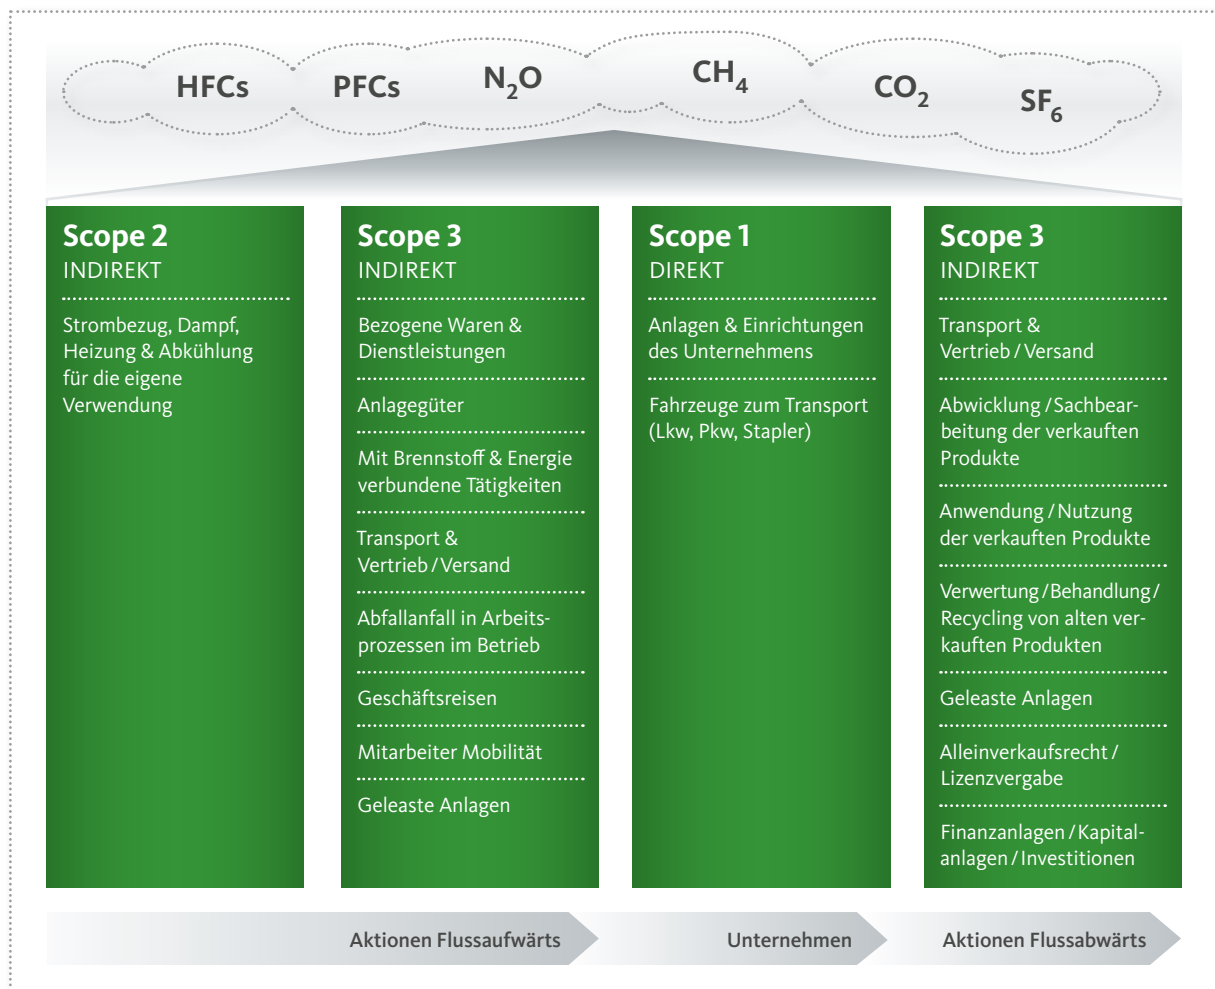 HFCs
PFCs
N₂O
CH₄
CO₂
SF₆
Scope 2
INDIREKT
Strombezug, Dampf,
Heizung & Abkühlung
für die eigene
Verwendung
Scope 3
INDIREKT
Bezogene Waren &
Dienstleistungen
Anlagegüter
Mit Brennstoff & Energie
verbundene Tätigkeiten
Transport &
Vertrieb / Versand
Abfallanfall in Arbeits-
prozessen im Betrieb
Geschäftsreisen
Mitarbeiter Mobilität
Geleaste Anlagen
Scope 1
DIREKT
Anlagen & Einrichtungen
des Unternehmens
Fahrzeuge zum Transport
(Lkw, Pkw, Stapler)
Scope 3
INDIREKT
Transport &
Vertrieb / Versand
Abwicklung / Sachbear-
beitung der verkauften
Produkte
Anwendung / Nutzung
der verkauften Produkte
Verwertung / Behandlung /
Recycling von alten ver-
kauften Produkten
Geleaste Anlagen
Alleinverkaufsrecht /
Lizenzvergabe
Finanzanlagen / Kapital-
anlagen / Investitionen
Aktionen Flussaufwärts
Unternehmen
Aktionen Flussabwärts